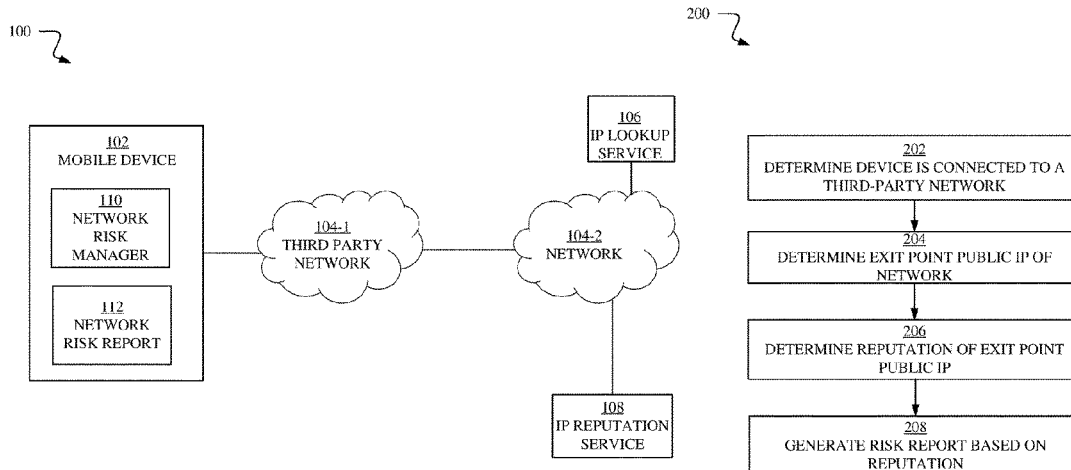 100
200
102
MOBILE DEVICE
110
NETWORK
RISK
MANAGER
112
NETWORK
RISK REPORT
104-1
THIRD PARTY
NETWORK
104-2
NETWORK
106
IP LOOKUP
SERVICE
108
IP REPUTATION
SERVICE
202
DETERMINE DEVICE IS CONNECTED TO A
THIRD-PARTY NETWORK
204
DETERMINE EXIT POINT PUBLIC IP OF
NETWORK
206
DETERMINE REPUTATION OF EXIT POINT
PUBLIC IP
208
GENERATE RISK REPORT BASED ON
REPUTATION